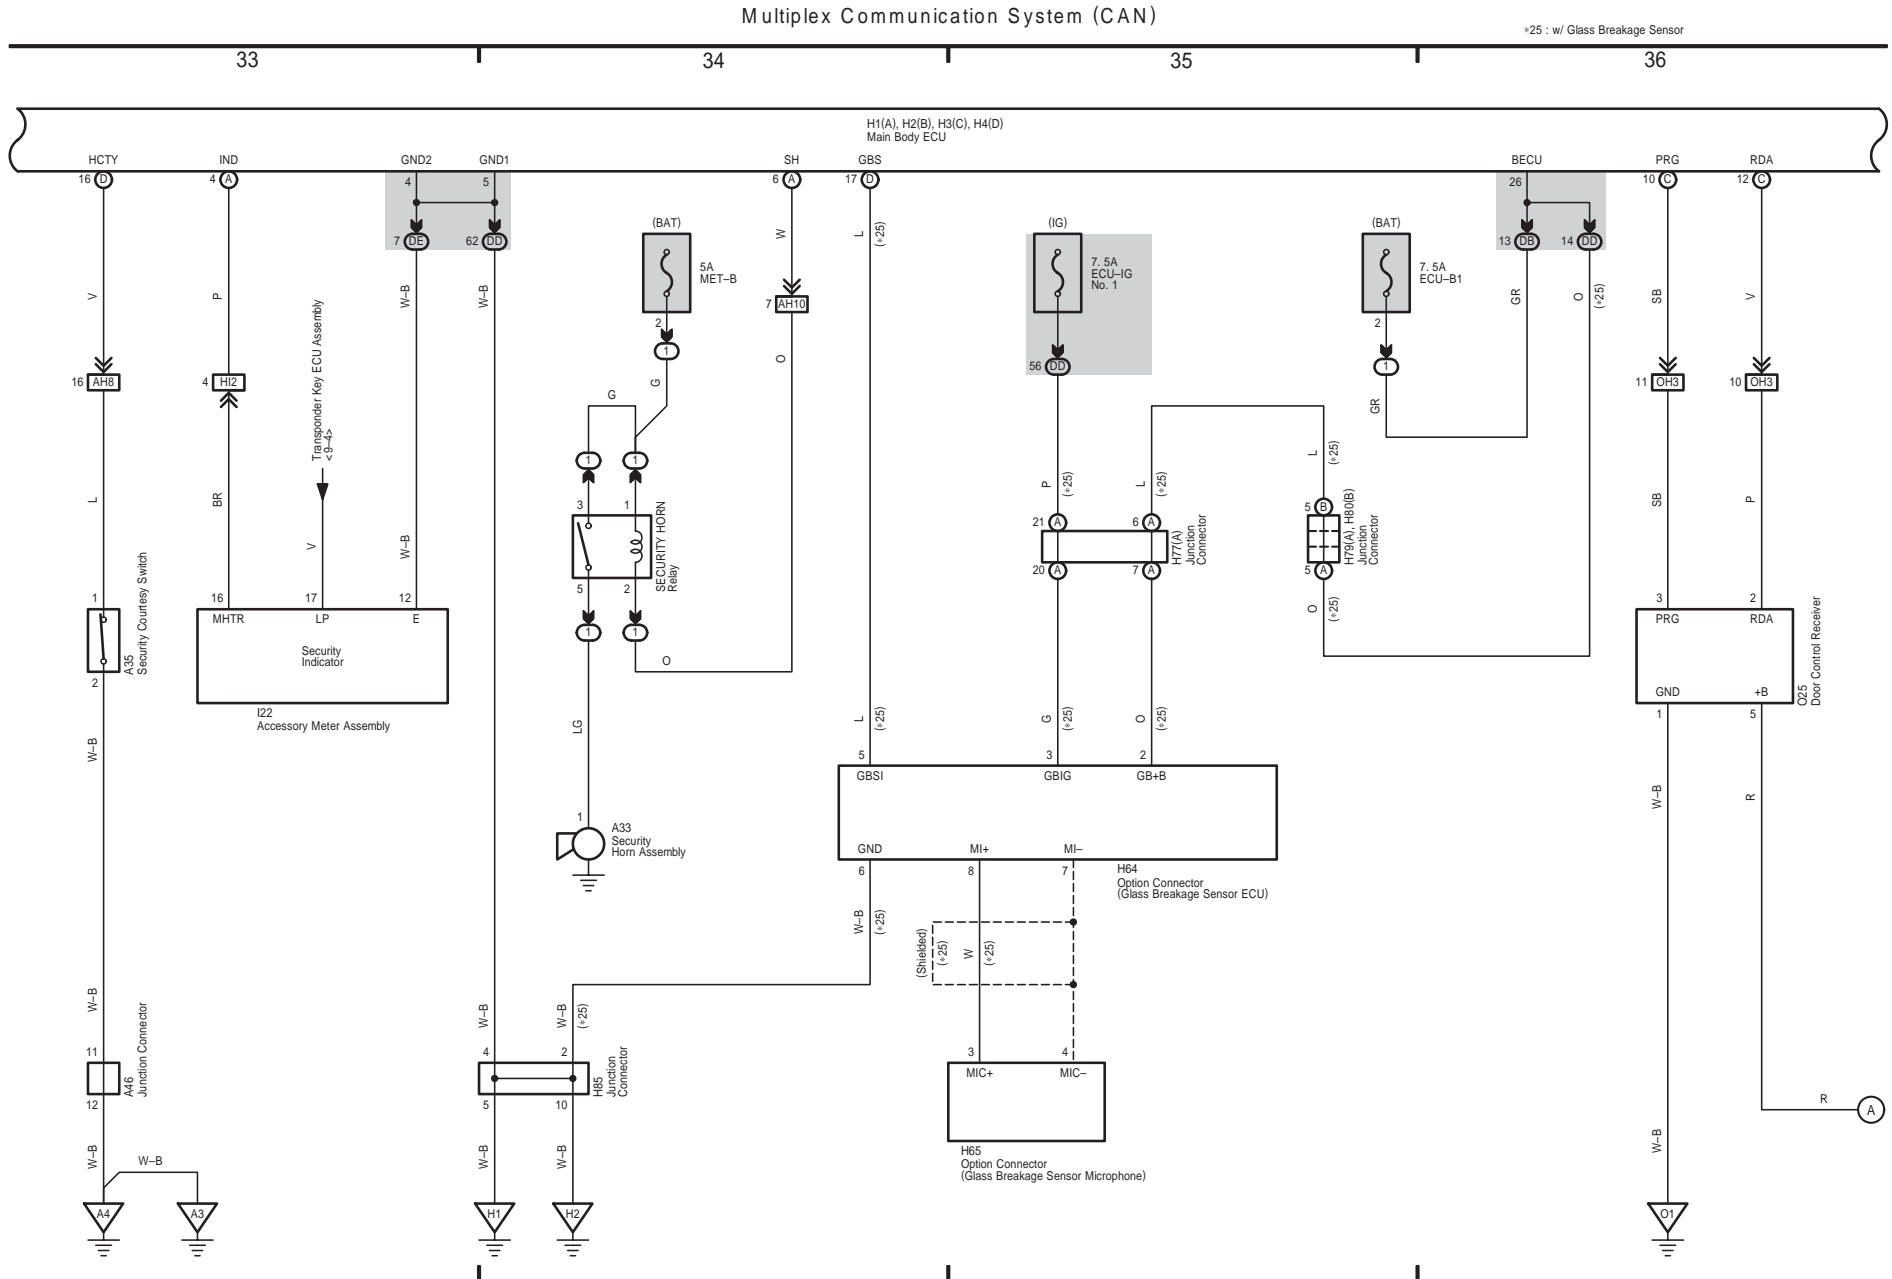 Multiplex Communication System (CAN)
∗25 : w/ Glass Breakage Sensor
33
34
35
36
H1(A), H2(B), H3(C), H4(D)
Main Body ECU
HCTY
IND
GND2
GND1
SH
GBS
BECU
PRG
RDA
16 D
4 A
4
5
6 A
17 D
26
10 C
12 C
7 DE
62 DD
13 DB
14 DD
(BAT)
5A
MET–B
2
1
(IG)
7. 5A
ECU–IG
No. 1
56 DD
(BAT)
7. 5A
ECU–B1
2
1
V
P
W–B
W–B
W
L
(∗25)
GR
O
(∗25)
SB
V
7 AH10
O
16 AH8
4 HI2
11 OH3
10 OH3
Transponder Key ECU Assembly
<9–4>
G
G
GR
L
(∗25)
1
1
L
BR
V
W–B
3
1
5
2
SECURITY HORN
Relay
1
1
O
P
(∗25)
L
(∗25)
21 A
6 A
20 A
7 A
H77(A)
Junction
Connector
5 B
5 A
H79(A), H80(B)
Junction
Connector
O
(∗25)
SB
P
1
2
A35
Security Courtesy Switch
16
17
12
MHTR
LP
E
Security
Indicator
I22
Accessory Meter Assembly
3
2
PRG
RDA
GND
+B
1
5
O25
Door Control Receiver
W–B
LG
L
(∗25)
G
(∗25)
O
(∗25)
5
3
2
GBSI
GBIG
GB+B
GND
MI+
MI–
6
8
7
H64
Option Connector
(Glass Breakage Sensor ECU)
1
A33
Security
Horn Assembly
W–B
R
W–B
(∗25)
(Shielded)
(∗25)
W
(∗25)
W–B
W–B
W–B
(∗25)
11
12
A46
Junction Connector
4
2
5
10
H85
Junction
Connector
3
4
MIC+
MIC–
H65
Option Connector
(Glass Breakage Sensor Microphone)
R
A
W–B
W–B
W–B
W–B
W–B
A4
A3
H1
H2
O1